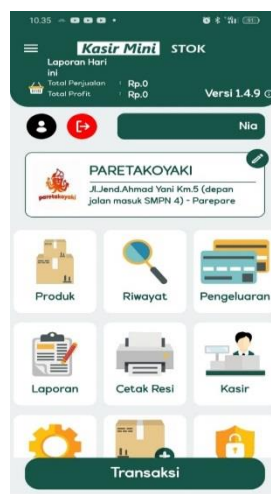 10.35
Kasir Mini STOK
Laporan Hari
ini
Total Penjualan : Rp.0
Total Profit : Rp.0
Versi 1.4.9
Nia
PARETAKOYAKI
paretakoyaki
Jl.Jend.Ahmad Yani Km.5 (depan
jalan masuk SMPN 4) - Parepare
Produk
Riwayat
Pengeluaran
Laporan
Cetak Resi
Kasir
Transaksi